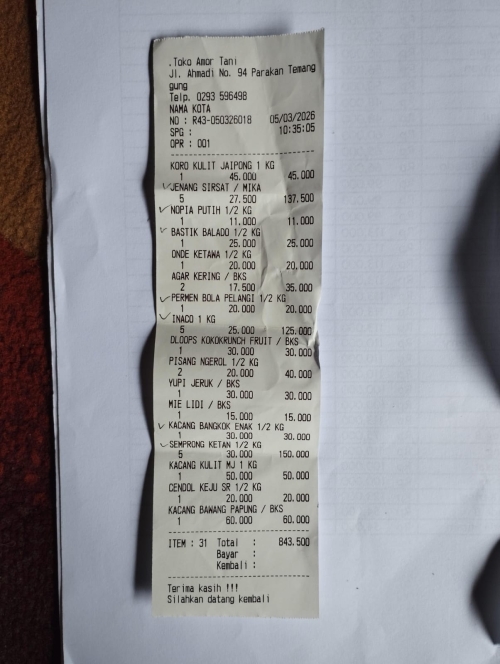 .Toko Amor Tani
Jl. Ahmadi No. 94 Parakan Temang
gung
Telp. 0293 596498
NAMA KOTA
NO : R43-050326018 05/03/2026
SPG : 10:35:05
OPR : 001
KORO KULIT JAIPONG 1 KG
1 45.000 45.000
✓JENANG SIRSAT / MIKA
5 27.500 137.500
✓NOPIA PUTIH 1/2 KG
1 11.000 11.000
✓BASTIK BALADO 1/2 KG
1 25.000 25.000
ONDE KETAWA 1/2 KG
1 20.000 20,000
AGAR KERING / BKS
2 17.500 35.000
✓PERMEN BOLA PELANGI 1/2 KG
1 20.000 20.000
✓INACO 1 KG
5 25.000 125.000
DLOOPS KOKOKRUNCH FRUIT / BKS
1 30.000 30.000
PISANG NGEROL 1/2 KG
2 20.000 40.000
YUPI JERUK / BKS
1 30.000 30.000
MIE LIDI / BKS
1 15.000 15.000
✓KACANG BANGKOK ENAK 1/2 KG
1 30.000 30.000
✓SEMPRONG KETAN 1/2 KG
5 30.000 150.000
KACANG KULIT MJ 1 KG
1 50.000 50.000
CENDOL KEJU SR 1/2 KG
1 20.000 20.000
KACANG BAWANG PAPUNG / BKS
1 60.000 60.000
ITEM : 31 Total : 843.500
Bayar :
Kembali :
Terima kasih !!!
Silahkan datang kembali